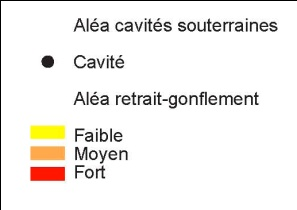 Aléa cavités souterraines
Cavité
Aléa retrait-gonflement
Faible
Moyen
Fort